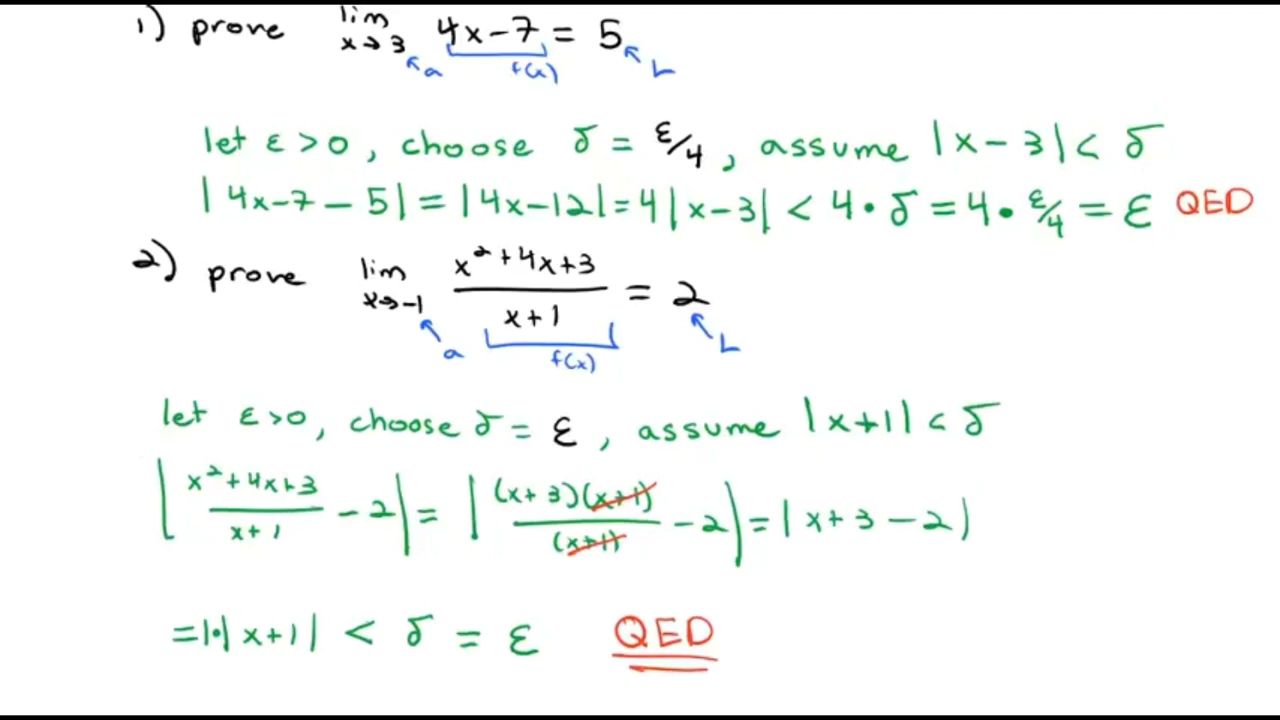 1) prove lim x→3 4x-7 = 5
a f(x) L
let ε > 0, choose δ = ε/4, assume |x-3| < δ
|4x-7-5| = |4x-12| = 4|x-3| < 4·δ = 4·ε/4 = ε QED
2) prove lim x→-1 x²+4x+3 / x+1 = 2
a f(x) L
let ε>0, choose δ = ε, assume |x+1| < δ
|x²+4x+3 / x+1 - 2| = |(x+3)(x+1) / (x+1) - 2| = |x+3-2|
=1·|x+1| < δ = ε QED